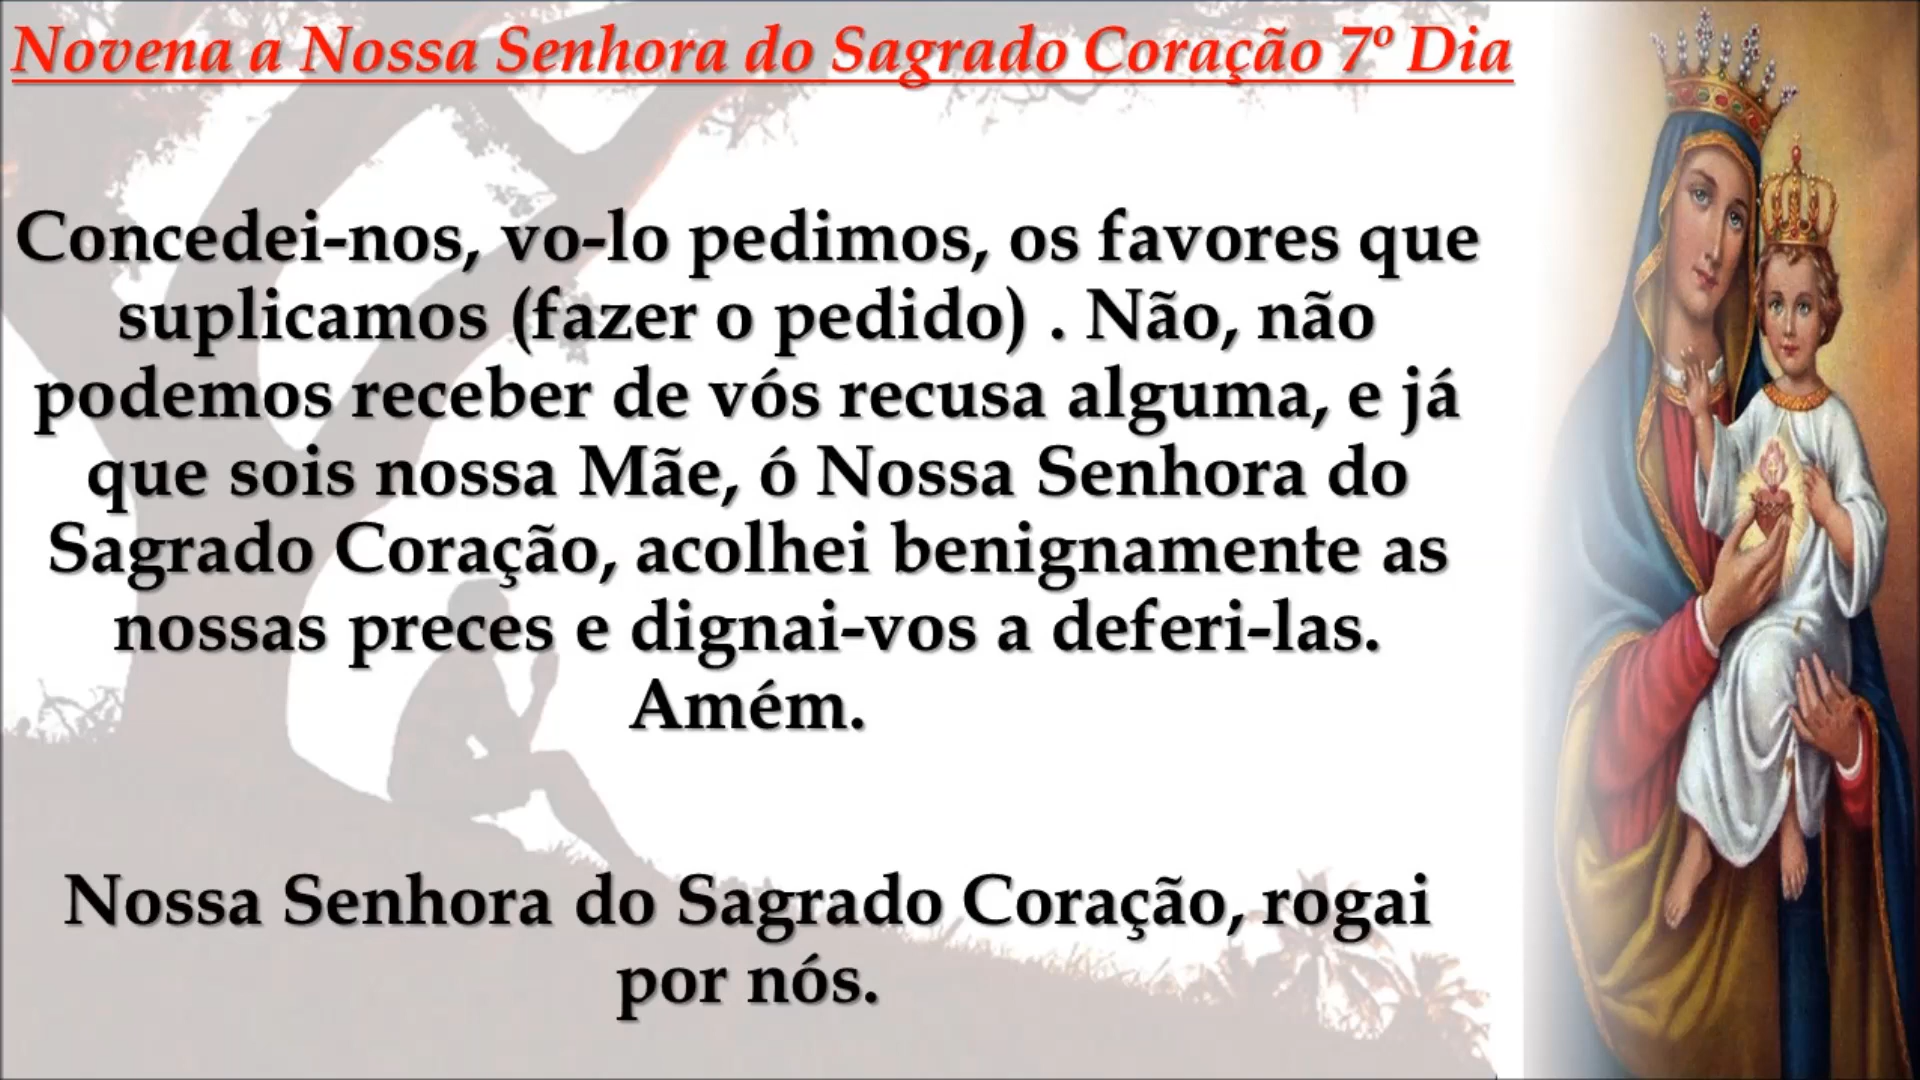 Novena a Nossa Senhora do Sagrado Coração 7º Dia
Concedei-nos, vo-lo pedimos, os favores que
suplicamos (fazer o pedido) . Não, não
podemos receber de vós recusa alguma, e já
que sois nossa Mãe, ó Nossa Senhora do
Sagrado Coração, acolhei benignamente as
nossas preces e dignai-vos a deferi-las.
Amém.
Nossa Senhora do Sagrado Coração, rogai
por nós.